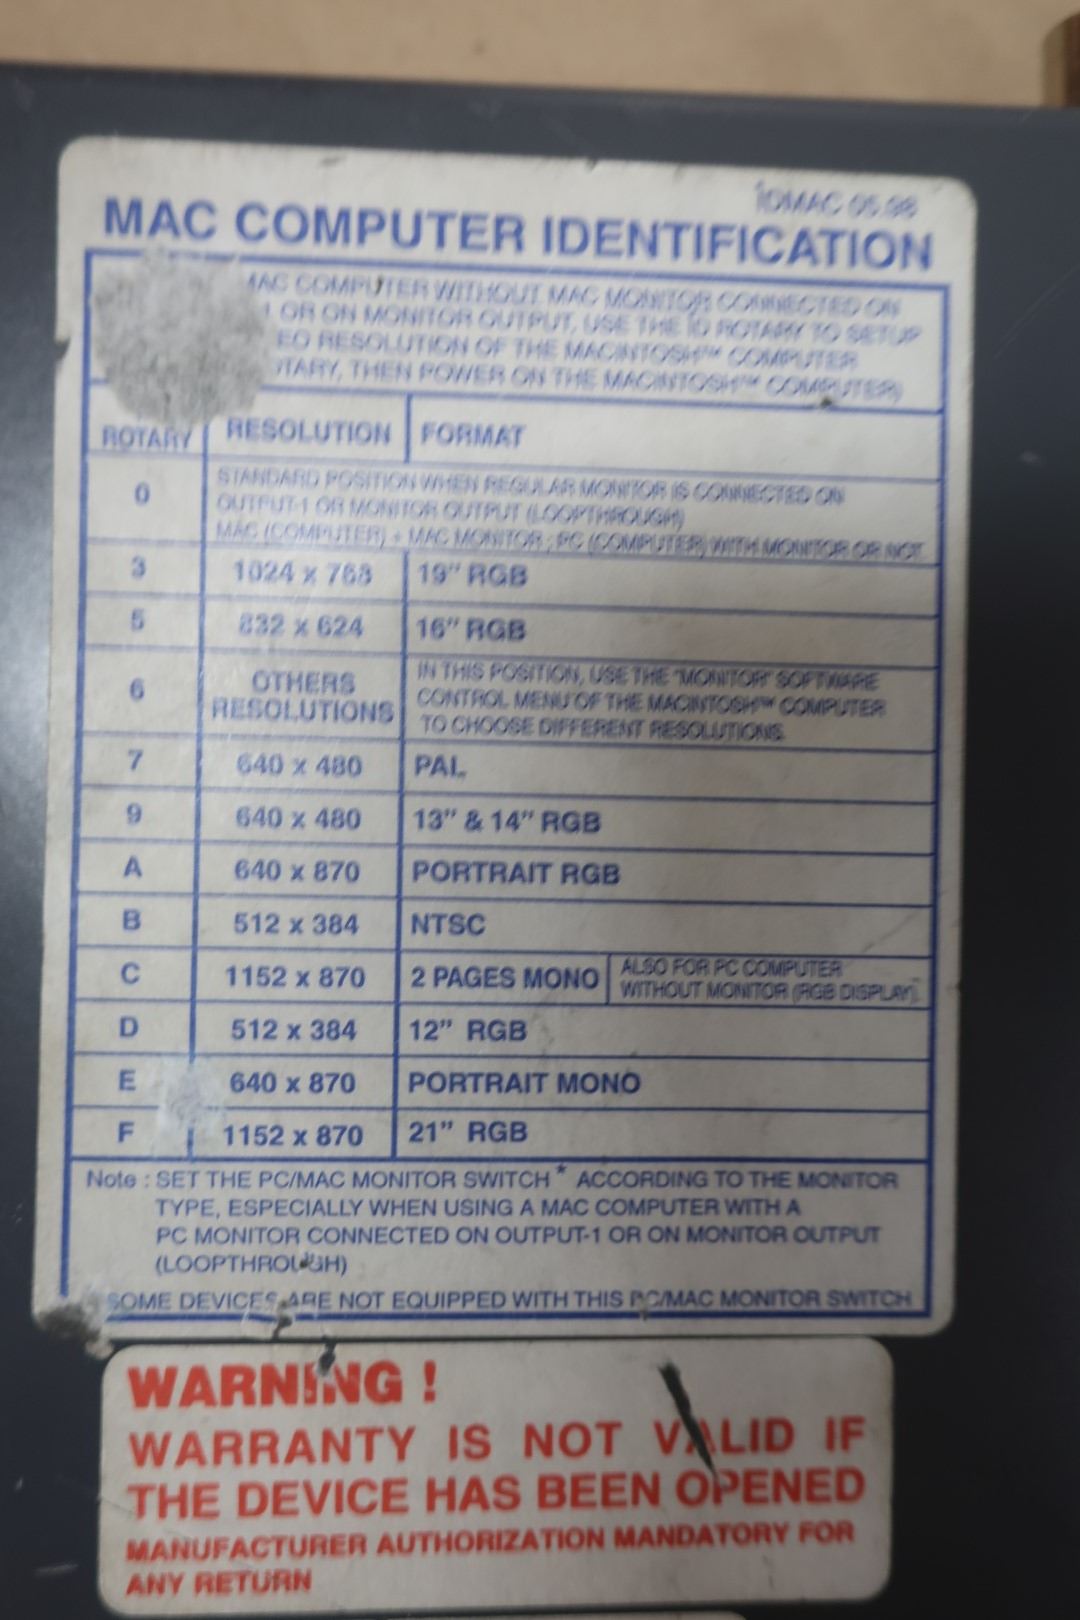 IDMAC 05.98
MAC COMPUTER IDENTIFICATION
MAC COMPUTER WITHOUT MAC MONITOR CONNECTED ON
1 OR ON MONITOR OUTPUT, USE THE ID ROTARY TO SETUP
EO RESOLUTION OF THE MACINTOSH™ COMPUTER
OTARY, THEN POWER ON THE MACINTOSH™ COMPUTER)
ROTARY RESOLUTION FORMAT
0 STANDARD POSITION WHEN REGULAR MONITOR IS CONNECTED ON
OUTPUT-1 OR MONITOR OUTPUT (LOOPTHROUGH)
MAC (COMPUTER) + MAC MONITOR ; PC (COMPUTER) WITH MONITOR OR NOT
3 1024 x 768 19" RGB
5 832 x 624 16" RGB
6 OTHERS RESOLUTIONS IN THIS POSITION, USE THE "MONITOR" SOFTWARE
CONTROL MENU OF THE MACINTOSH™ COMPUTER
TO CHOOSE DIFFERENT RESOLUTIONS.
7 640 x 480 PAL
9 640 x 480 13" & 14" RGB
A 640 x 870 PORTRAIT RGB
B 512 x 384 NTSC
C 1152 x 870 2 PAGES MONO ALSO FOR PC COMPUTER
WITHOUT MONITOR (RGB DISPLAY).
D 512 x 384 12" RGB
E 640 x 870 PORTRAIT MONO
F 1152 x 870 21" RGB
Note : SET THE PC/MAC MONITOR SWITCH * ACCORDING TO THE MONITOR
TYPE, ESPECIALLY WHEN USING A MAC COMPUTER WITH A
PC MONITOR CONNECTED ON OUTPUT-1 OR ON MONITOR OUTPUT
(LOOPTHROUGH)
SOME DEVICES ARE NOT EQUIPPED WITH THIS PC/MAC MONITOR SWITCH
WARNING !
WARRANTY IS NOT VALID IF
THE DEVICE HAS BEEN OPENED
MANUFACTURER AUTHORIZATION MANDATORY FOR
ANY RETURN